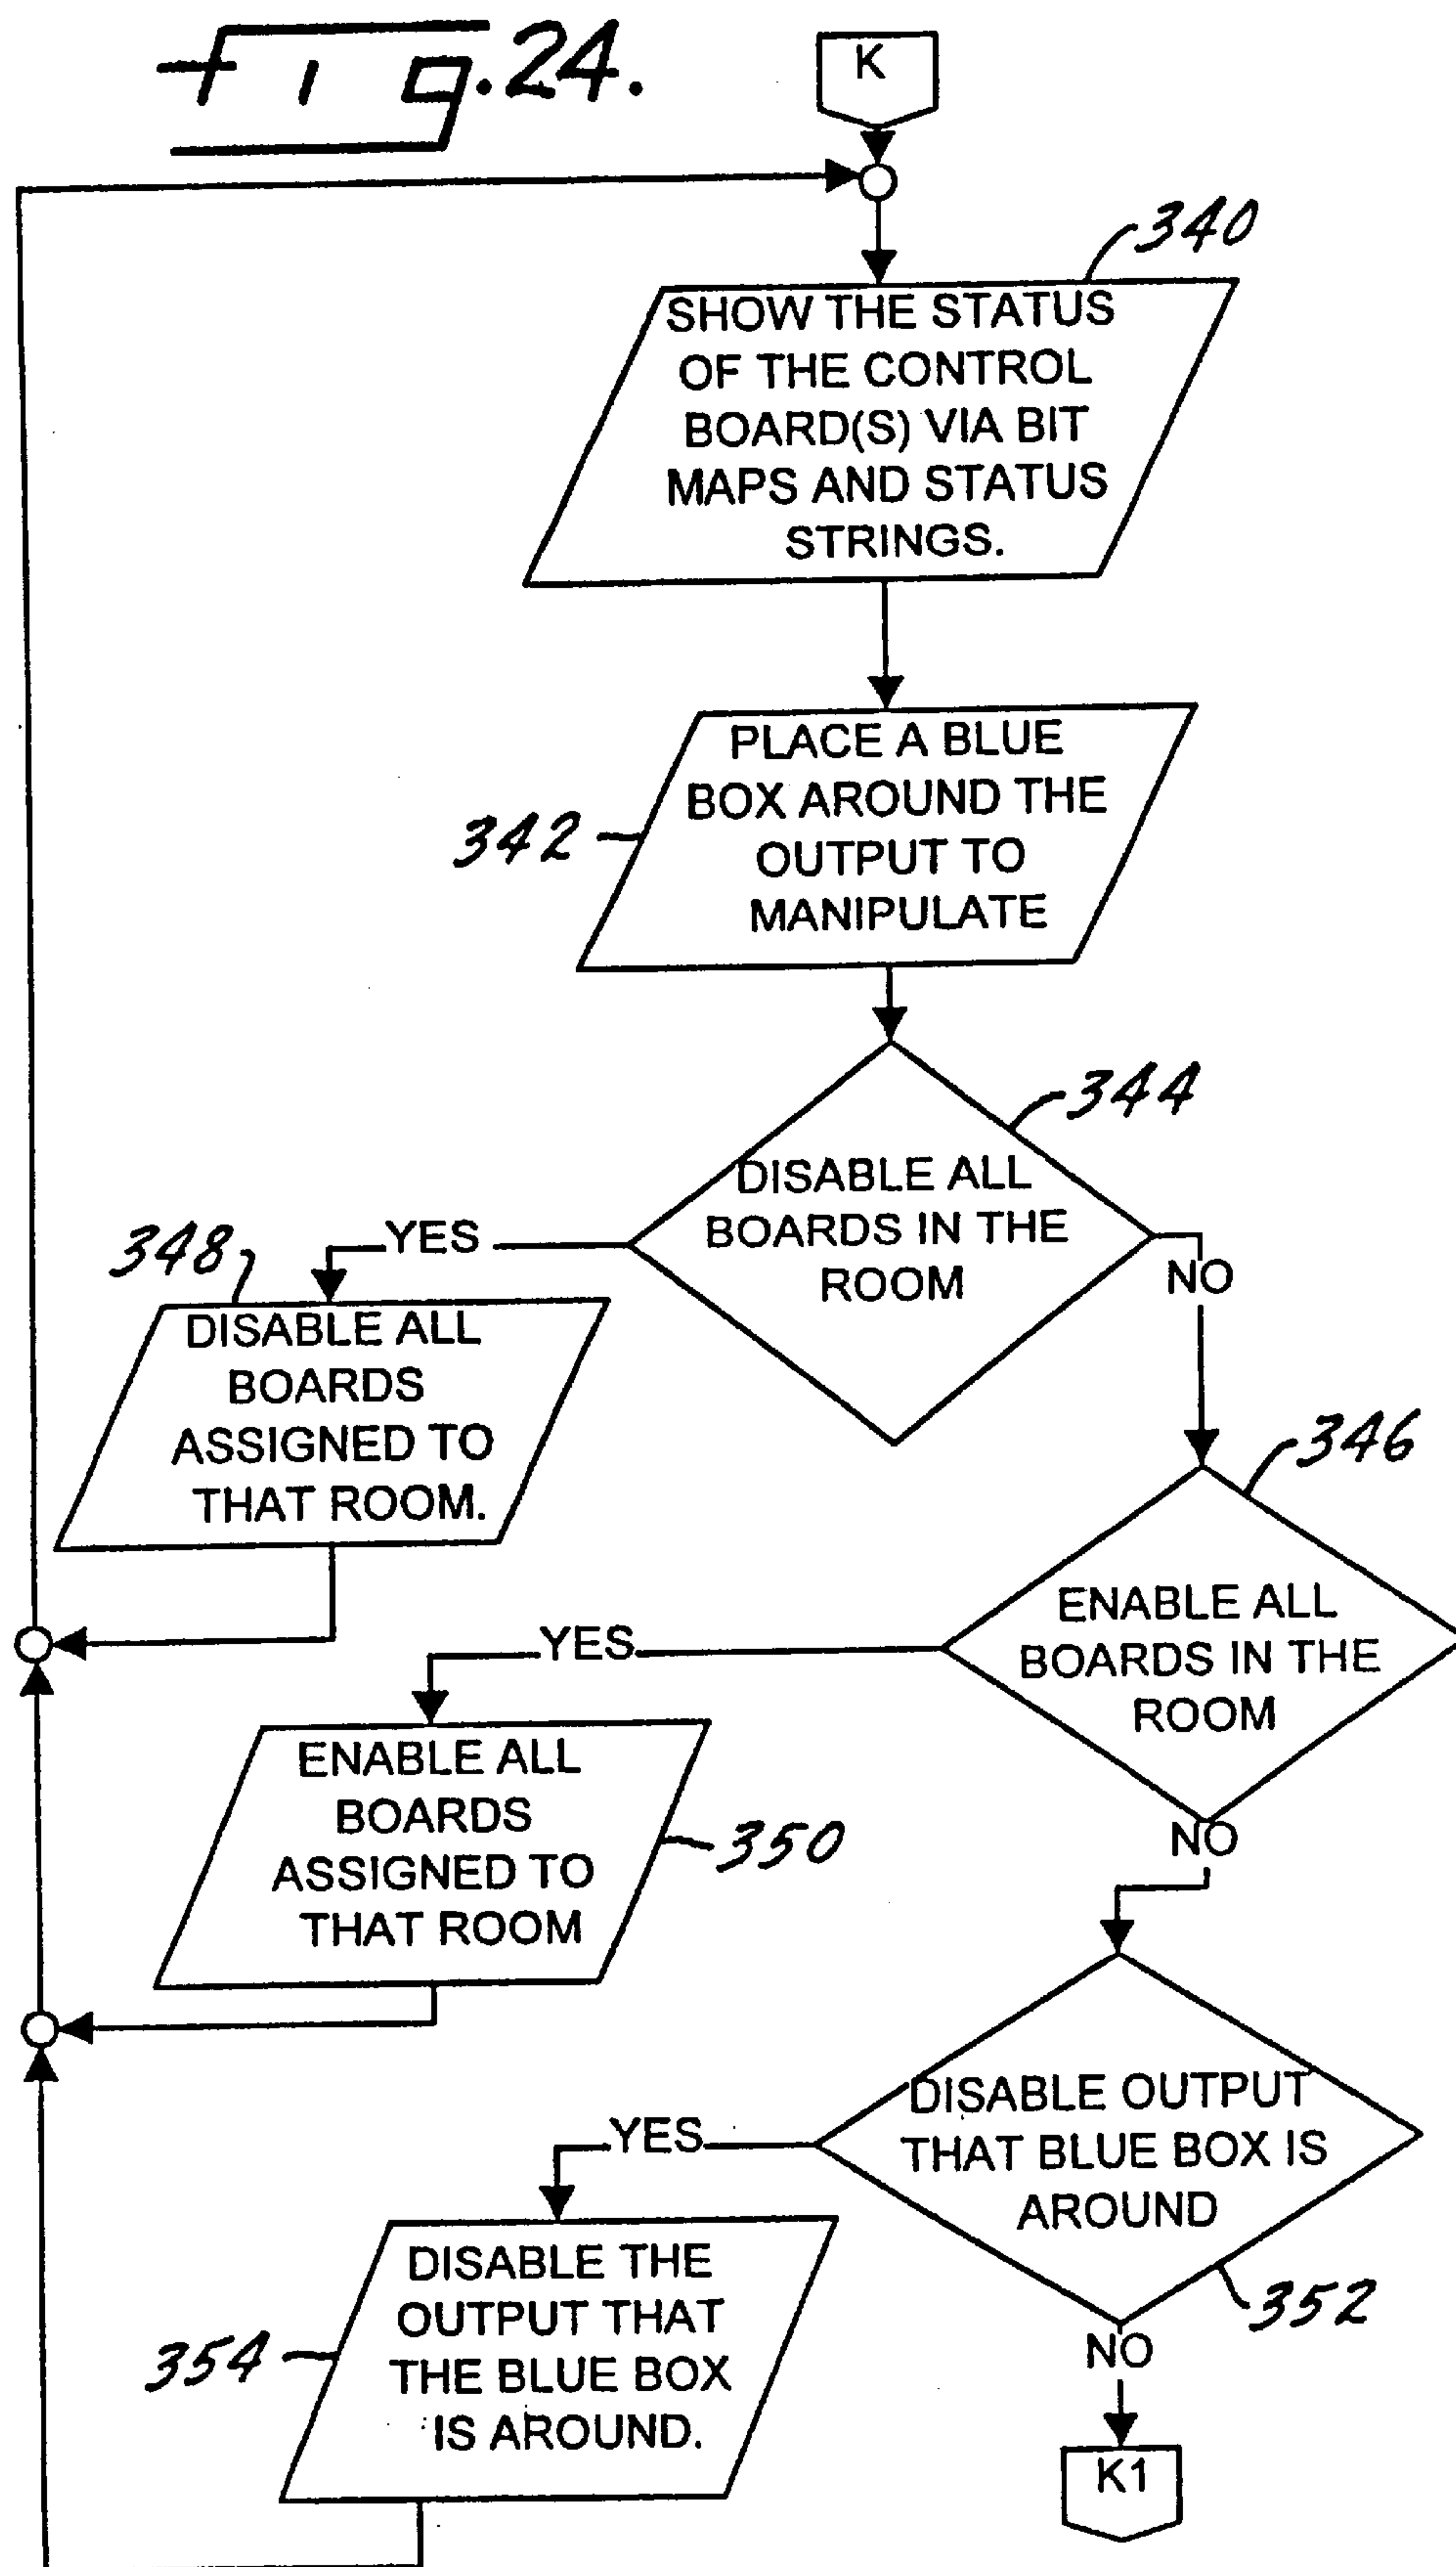 Fig. 24.
K
340
SHOW THE STATUS
OF THE CONTROL
BOARD(S) VIA BIT
MAPS AND STATUS
STRINGS.
PLACE A BLUE
BOX AROUND THE
OUTPUT TO
MANIPULATE
342
344
DISABLE ALL
BOARDS IN THE
ROOM
YES
NO
348
DISABLE ALL
BOARDS
ASSIGNED TO
THAT ROOM.
346
ENABLE ALL
BOARDS IN THE
ROOM
YES
NO
ENABLE ALL
BOARDS
ASSIGNED TO
THAT ROOM
350
DISABLE OUTPUT
THAT BLUE BOX IS
AROUND
YES
352
NO
DISABLE THE
OUTPUT THAT
THE BLUE BOX
IS AROUND.
354
K1